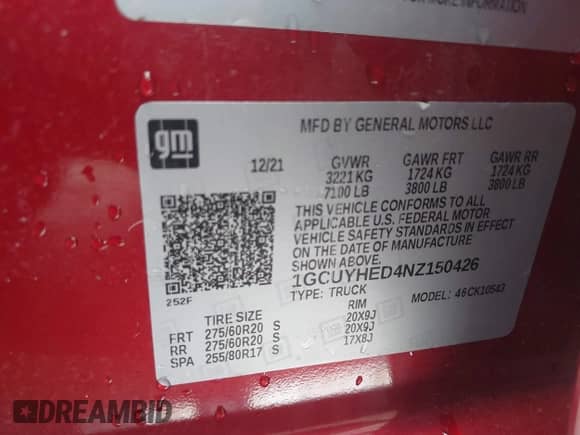 MORE INFORMATION
gm
MFD BY GENERAL MOTORS LLC
12/21 GVWR GAWR FRT GAWR RR
3221 KG 1724 KG 1724 KG
7100 LB 3800 LB 3800 LB
THIS VEHICLE CONFORMS TO ALL
APPLICABLE U.S. FEDERAL MOTOR
VEHICLE SAFETY STANDARDS IN EFFECT
ON THE DATE OF MANUFACTURE
SHOWN ABOVE.
1GCUYHED4NZ150426
TYPE: TRUCK MODEL: 46CK10543
252F
TIRE SIZE RIM
FRT 275/60R20 S 20X9J
RR 275/60R20 S 20X9J
SPA 255/80R17 S 17X8J
DREAMBID